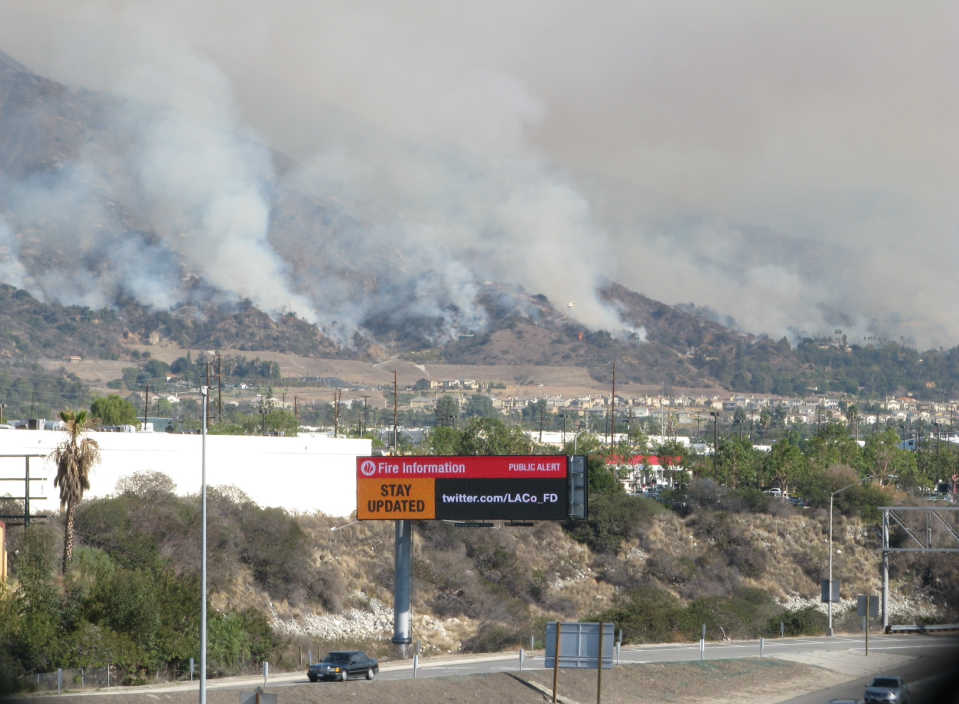 Fire Information PUBLIC ALERT
STAY
UPDATED
twitter.com/LACo_FD